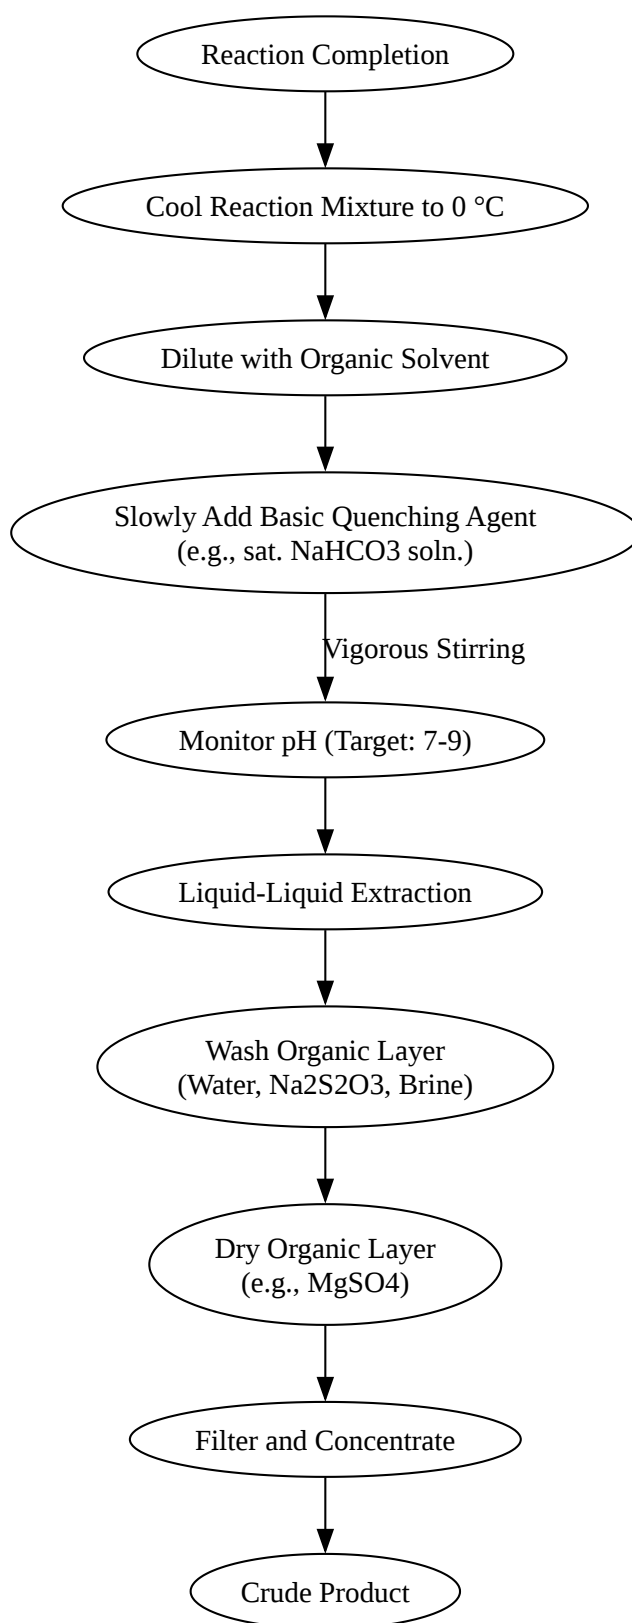 Reaction Completion
Cool Reaction Mixture to 0 °C
Dilute with Organic Solvent
Slowly Add Basic Quenching Agent
(e.g., sat. NaHCO3 soln.)
Vigorous Stirring
Monitor pH (Target: 7-9)
Liquid-Liquid Extraction
Wash Organic Layer
(Water, Na2S2O3, Brine)
Dry Organic Layer
(e.g., MgSO4)
Filter and Concentrate
Crude Product